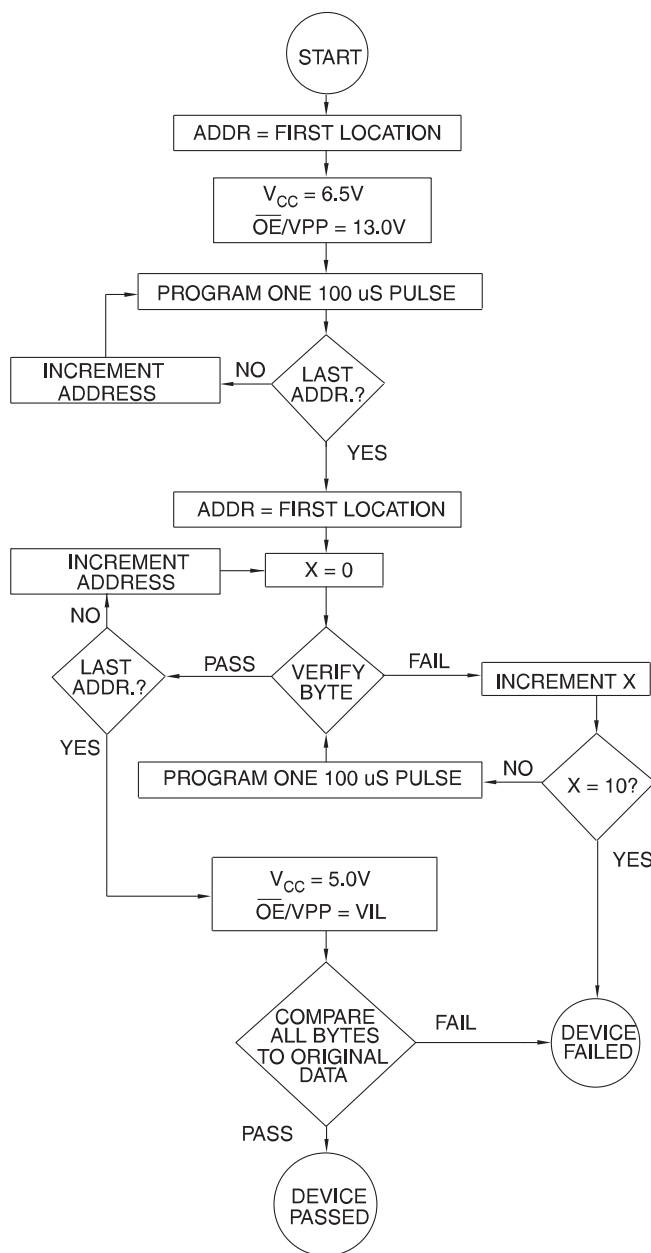 START
ADDR = FIRST LOCATION
VCC = 6.5V
OE/VPP = 13.0V
PROGRAM ONE 100 uS PULSE
INCREMENT
ADDRESS
NO
LAST
ADDR.?
YES
ADDR = FIRST LOCATION
INCREMENT
ADDRESS
X = 0
NO
LAST
ADDR.?
PASS
VERIFY
BYTE
FAIL
INCREMENT X
YES
PROGRAM ONE 100 uS PULSE
NO
X = 10?
YES
VCC = 5.0V
OE/VPP = VIL
COMPARE
ALL BYTES
TO ORIGINAL
DATA
FAIL
DEVICE
FAILED
PASS
DEVICE
PASSED